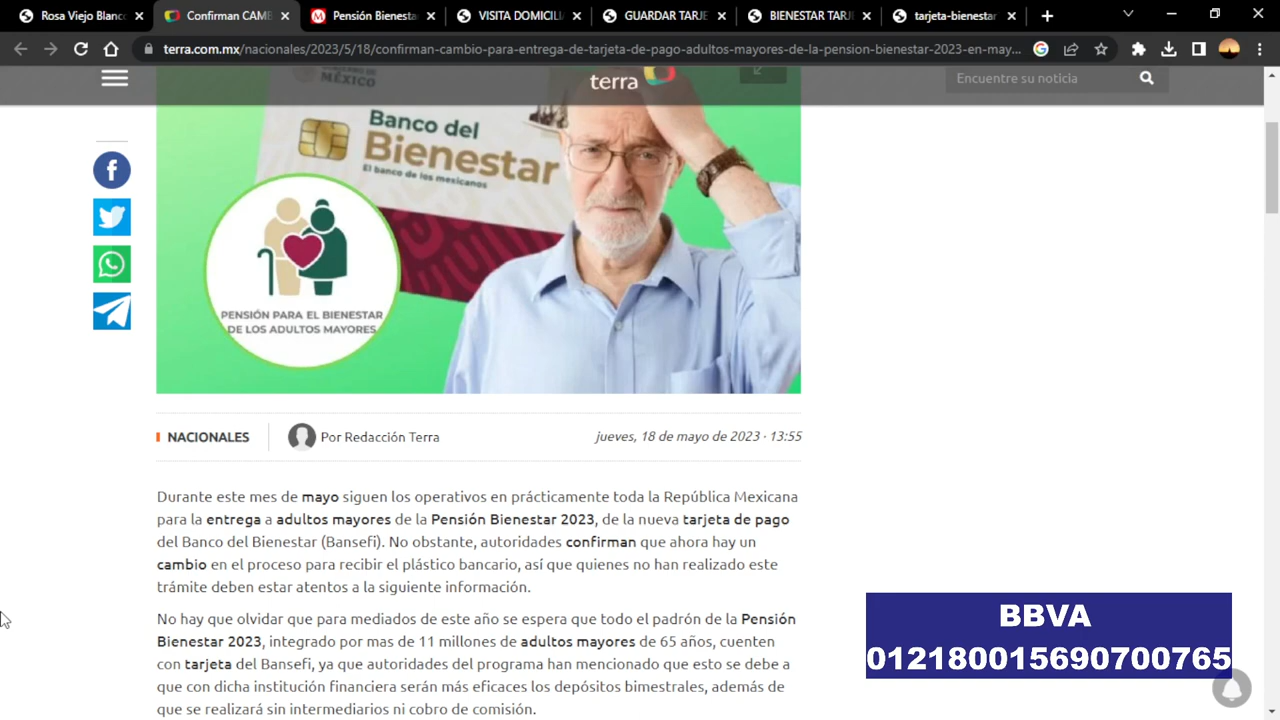 Rosa Viejo Blanco
Confirman CAMB
Pensión Bienesta
VISITA DOMICILI
GUARDAR TARJE
BIENESTAR TARJ
tarjeta-bienestar
terra.com.mx/nacionales/2023/5/18/confirman-cambio-para-entrega-de-tarjeta-de-pago-adultos-mayores-de-la-pension-bienestar-2023-en-may...
MÉXICO
terra
Encuentre su noticia
Banco del
Bienestar
El banco de los mexicanos
PENSIÓN PARA EL BIENESTAR
DE LOS ADULTOS MAYORES
NACIONALES
Por Redacción Terra
jueves, 18 de mayo de 2023 · 13:55
Durante este mes de mayo siguen los operativos en prácticamente toda la República Mexicana
para la entrega a adultos mayores de la Pensión Bienestar 2023, de la nueva tarjeta de pago
del Banco del Bienestar (Bansefi). No obstante, autoridades confirman que ahora hay un
cambio en el proceso para recibir el plástico bancario, así que quienes no han realizado este
trámite deben estar atentos a la siguiente información.
No hay que olvidar que para mediados de este año se espera que todo el padrón de la Pensión
Bienestar 2023, integrado por mas de 11 millones de adultos mayores de 65 años, cuenten
con tarjeta del Bansefi, ya que autoridades del programa han mencionado que esto se debe a
que con dicha institución financiera serán más eficaces los depósitos bimestrales, además de
que se realizará sin intermediarios ni cobro de comisión.
BBVA
012180015690700765